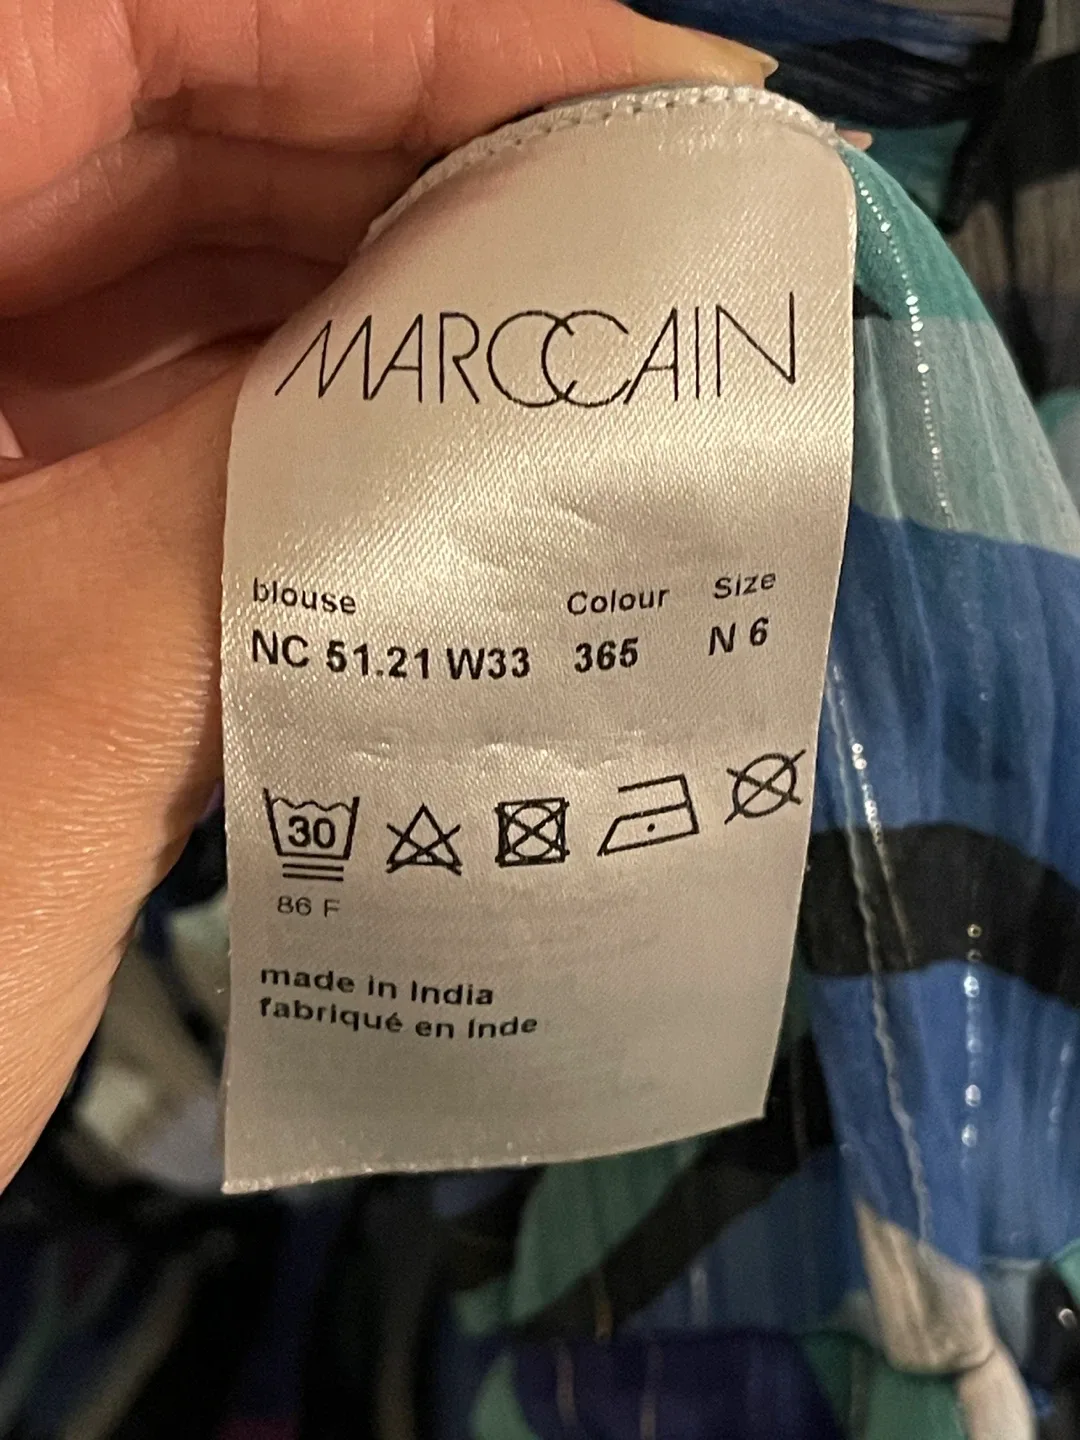 MARCCAIN
blouse Colour Size
NC 51.21 W33 365 N 6
30
86 F
made in India
fabriqué en Inde